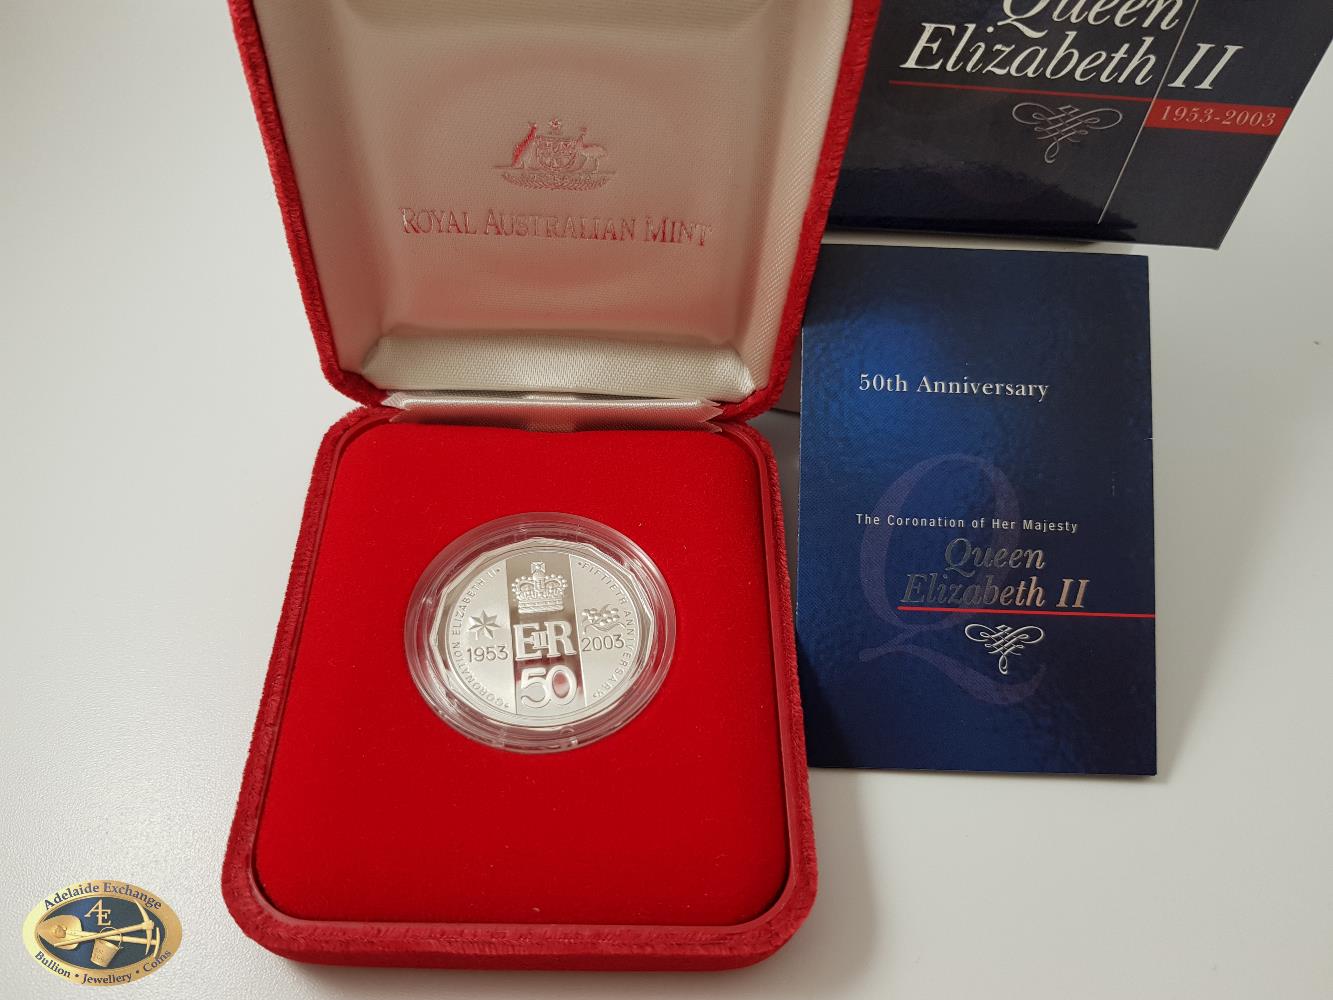 Queen
Elizabeth II
1953-2003
ROYAL AUSTRALIAN MINT
50th Anniversary
The Coronation of Her Majesty
Queen
Elizabeth II
•CORONATION ELIZABETH II•
•FIFTIETH ANNIVERSARY•
1953
EIIR
2003
50
Adelaide Exchange
AE
Bullion • Jewellery • Coins